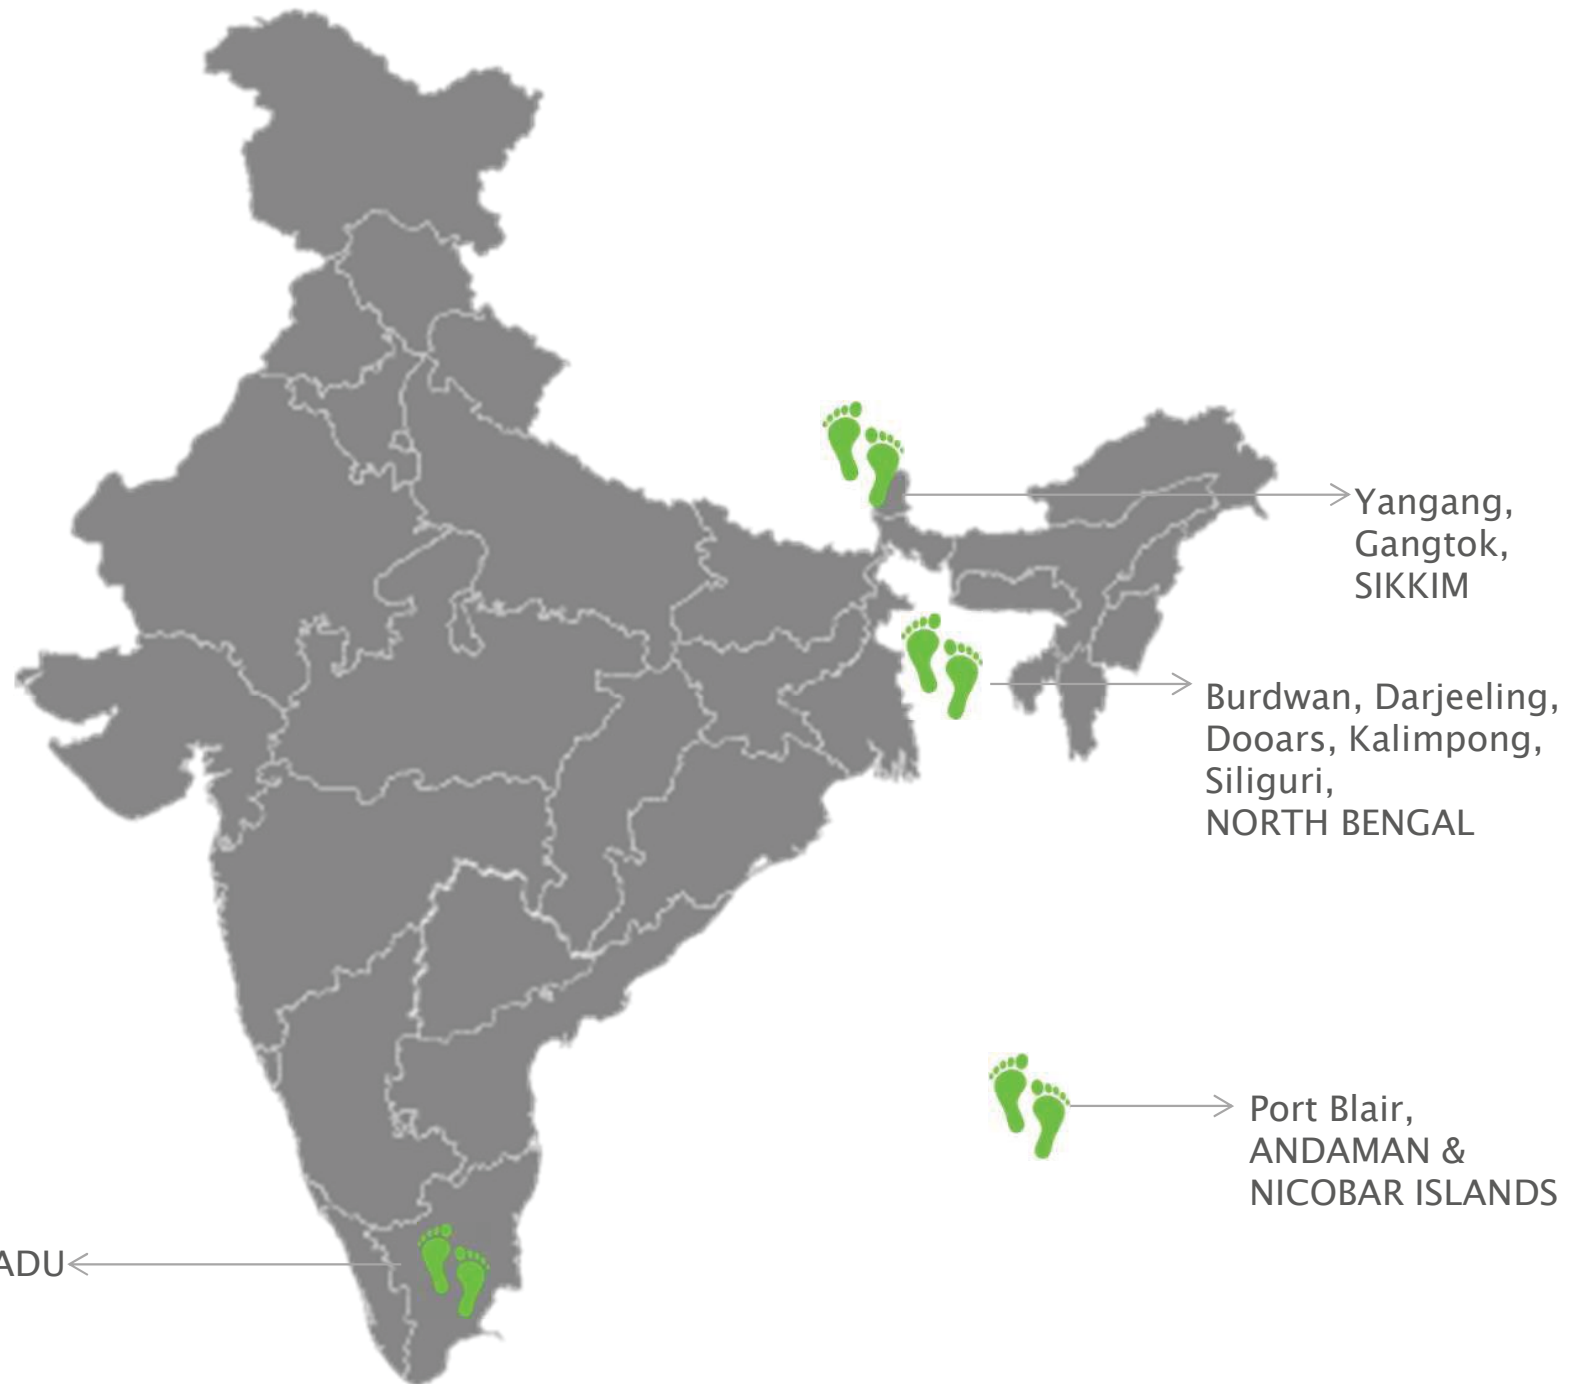 Yangang,
Gangtok,
SIKKIM
Burdwan, Darjeeling,
Dooars, Kalimpong,
Siliguri,
NORTH BENGAL
Port Blair,
ANDAMAN &
NICOBAR ISLANDS
ADU